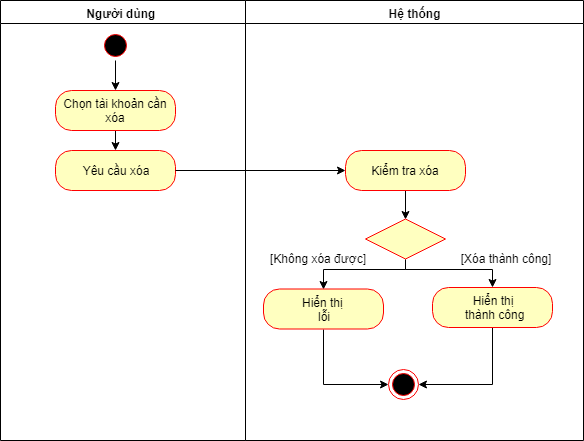 Người dùng
Hệ thống
Chọn tài khoản cần
xóa
Yêu cầu xóa
Kiểm tra xóa
[Không xóa được]
[Xóa thành công]
Hiển thị
lỗi
Hiển thị
thành công